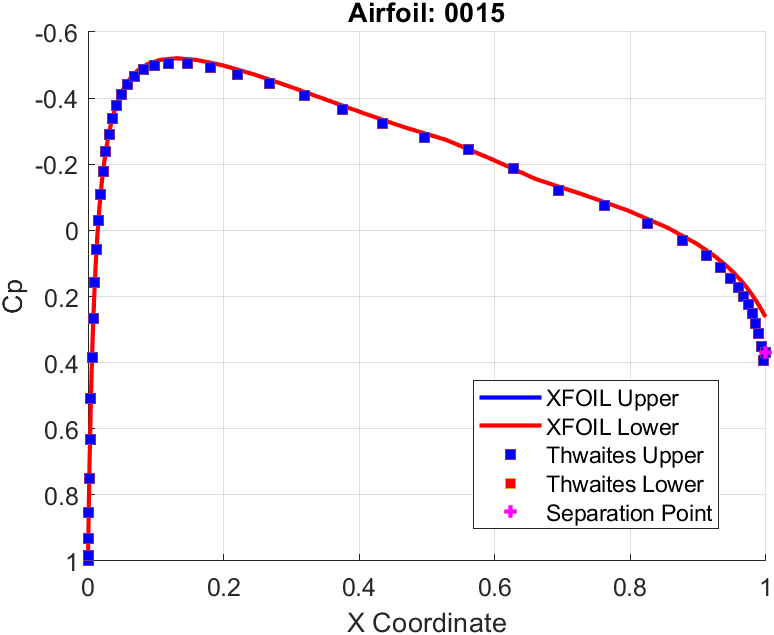 Airfoil: 0015
-0.6
-0.4
-0.2
0
0.2
0.4
0.6
0.8
1
Cp
XFOIL Upper
XFOIL Lower
Thwaites Upper
Thwaites Lower
Separation Point
0 0.2 0.4 0.6 0.8 1
X Coordinate